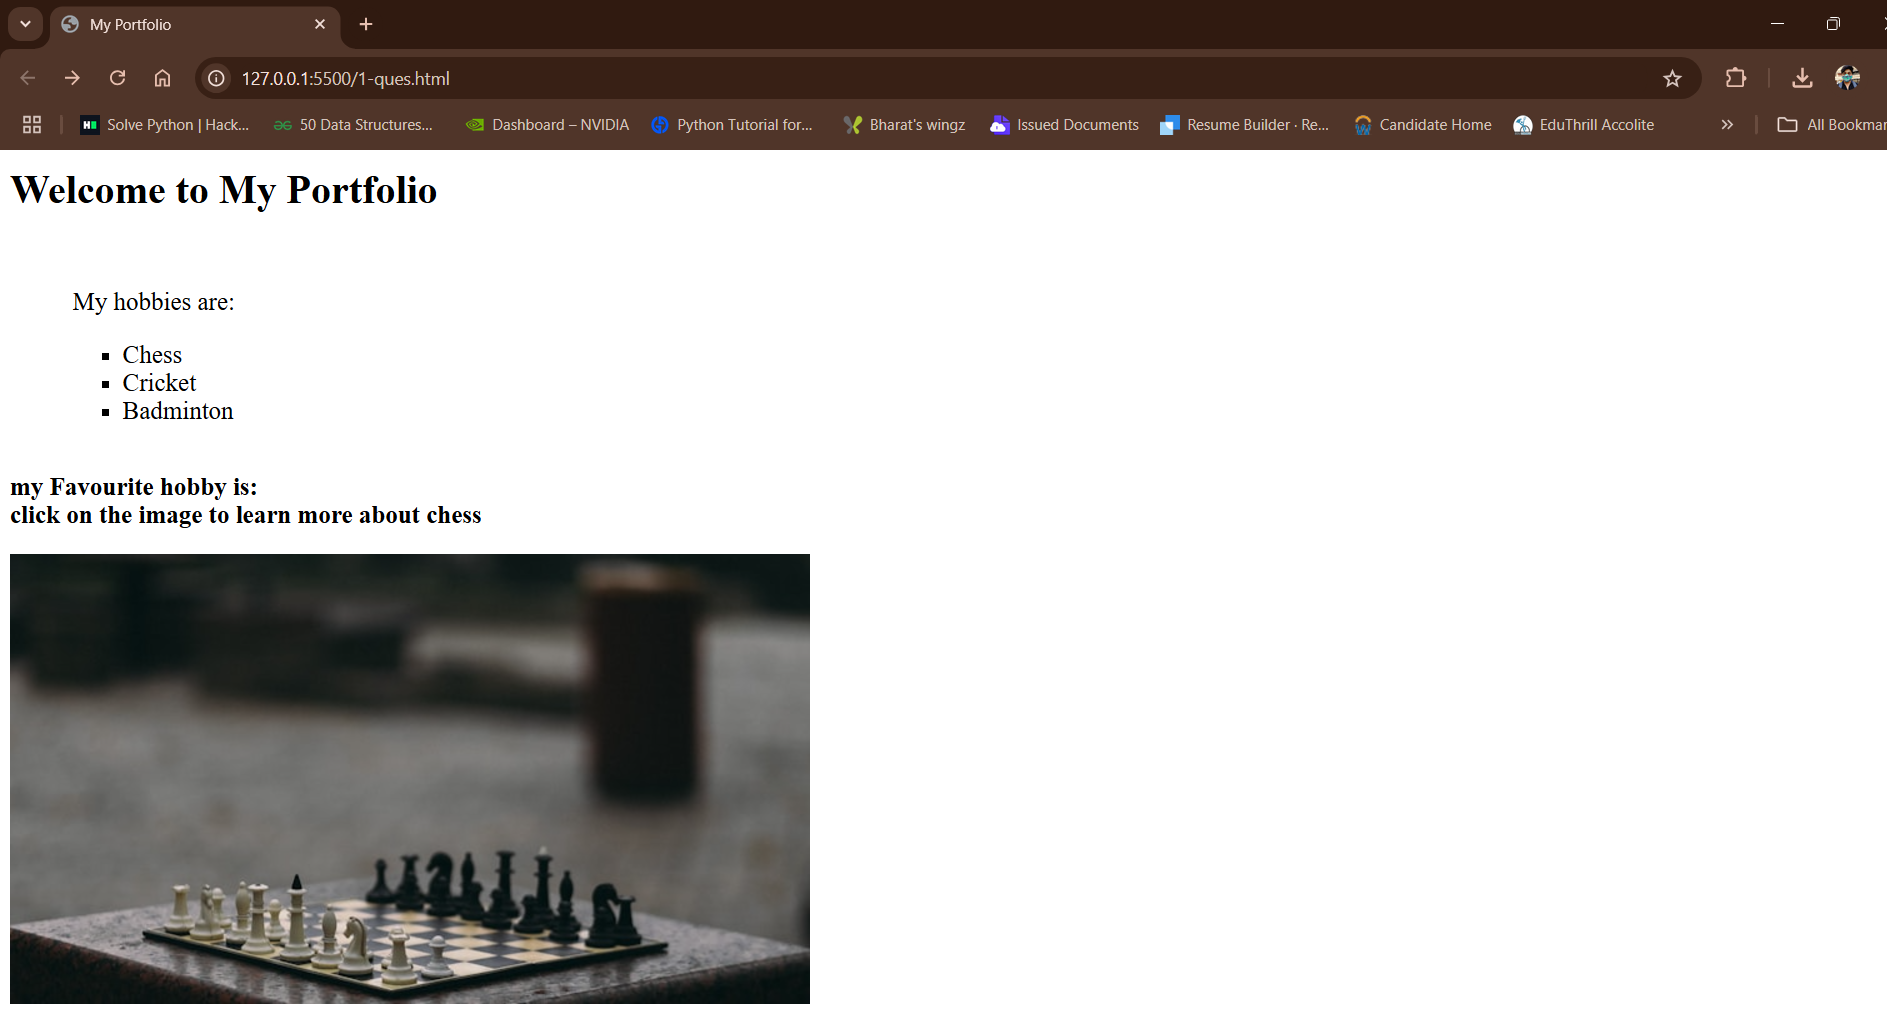 My Portfolio
127.0.0.1:5500/1-ques.html
Solve Python | Hack... 50 Data Structures... Dashboard – NVIDIA Python Tutorial for... Bharat's wingz Issued Documents Resume Builder · Re... Candidate Home EduThrill Accolite » All Bookmar
Welcome to My Portfolio
My hobbies are:
Chess
Cricket
Badminton
my Favourite hobby is:
click on the image to learn more about chess